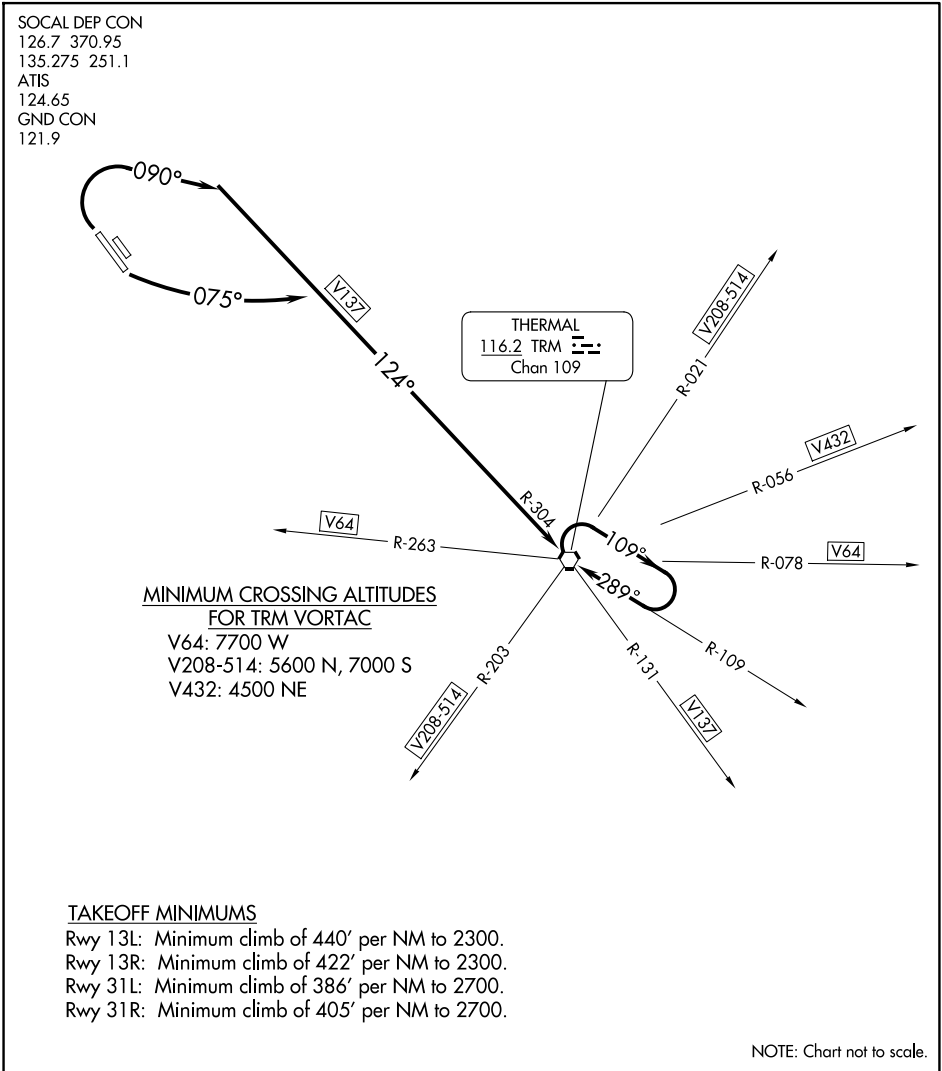 SOCAL DEP CON
126.7 370.95
135.275 251.1
ATIS
124.65
GND CON
121.9
090°
075°
V137
124°
R-304
THERMAL
116.2 TRM
Chan 109
V208-514
R-021
V432
R-056
V64
R-263
109°
289°
R-078
V64
MINIMUM CROSSING ALTITUDES
FOR TRM VORTAC
V64: 7700 W
V208-514: 5600 N, 7000 S
V432: 4500 NE
R-203
V208-514
R-131
V137
R-109
TAKEOFF MINIMUMS
Rwy 13L: Minimum climb of 440' per NM to 2300.
Rwy 13R: Minimum climb of 422' per NM to 2300.
Rwy 31L: Minimum climb of 386' per NM to 2700.
Rwy 31R: Minimum climb of 405' per NM to 2700.
NOTE: Chart not to scale.